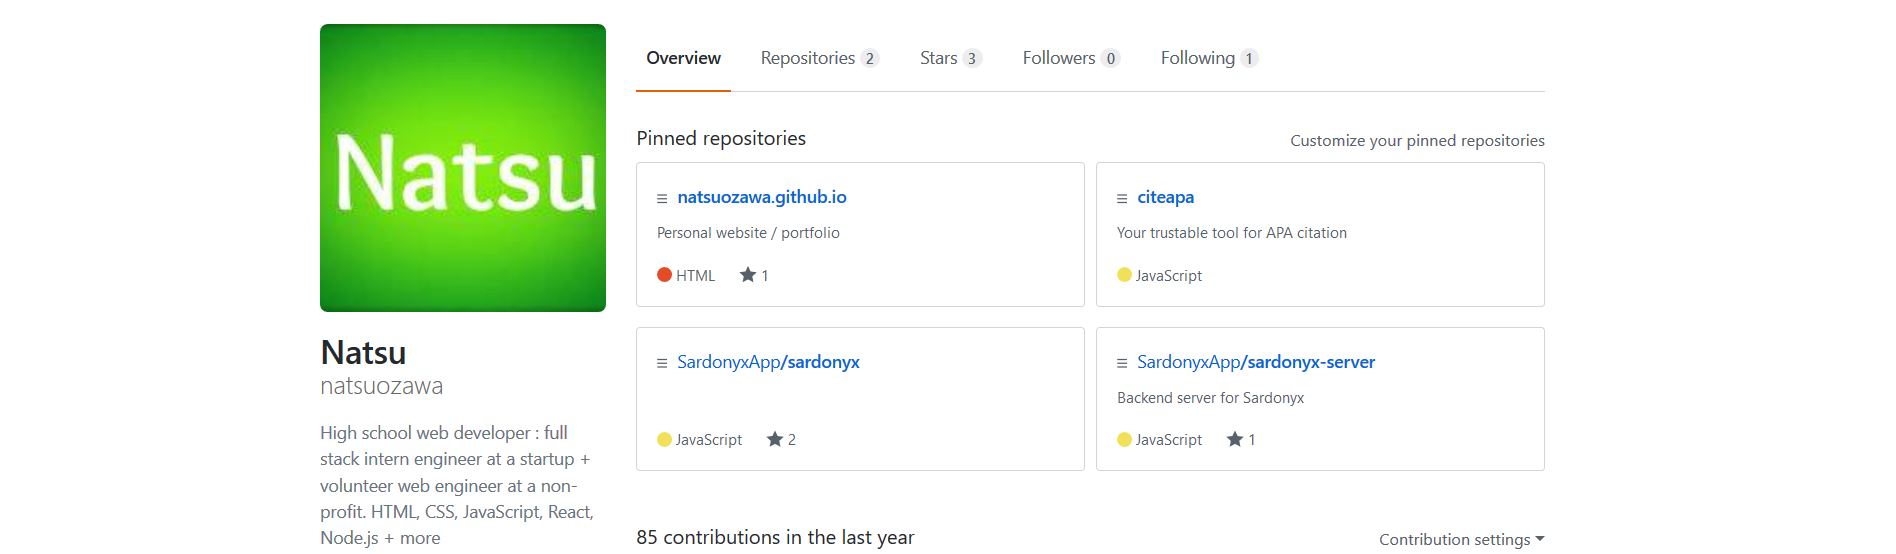 Natsu
Natsu
natsuozawa
High school web developer : full
stack intern engineer at a startup +
volunteer web engineer at a non-
profit. HTML, CSS, JavaScript, React,
Node.js + more
Overview Repositories 2 Stars 3 Followers 0 Following 1
Pinned repositories
Customize your pinned repositories
natsuozawa.github.io
Personal website / portfolio
HTML 1
citeapa
Your trustable tool for APA citation
JavaScript
SardonyxApp/sardonyx
JavaScript 2
SardonyxApp/sardonyx-server
Backend server for Sardonyx
JavaScript 1
85 contributions in the last year
Contribution settings